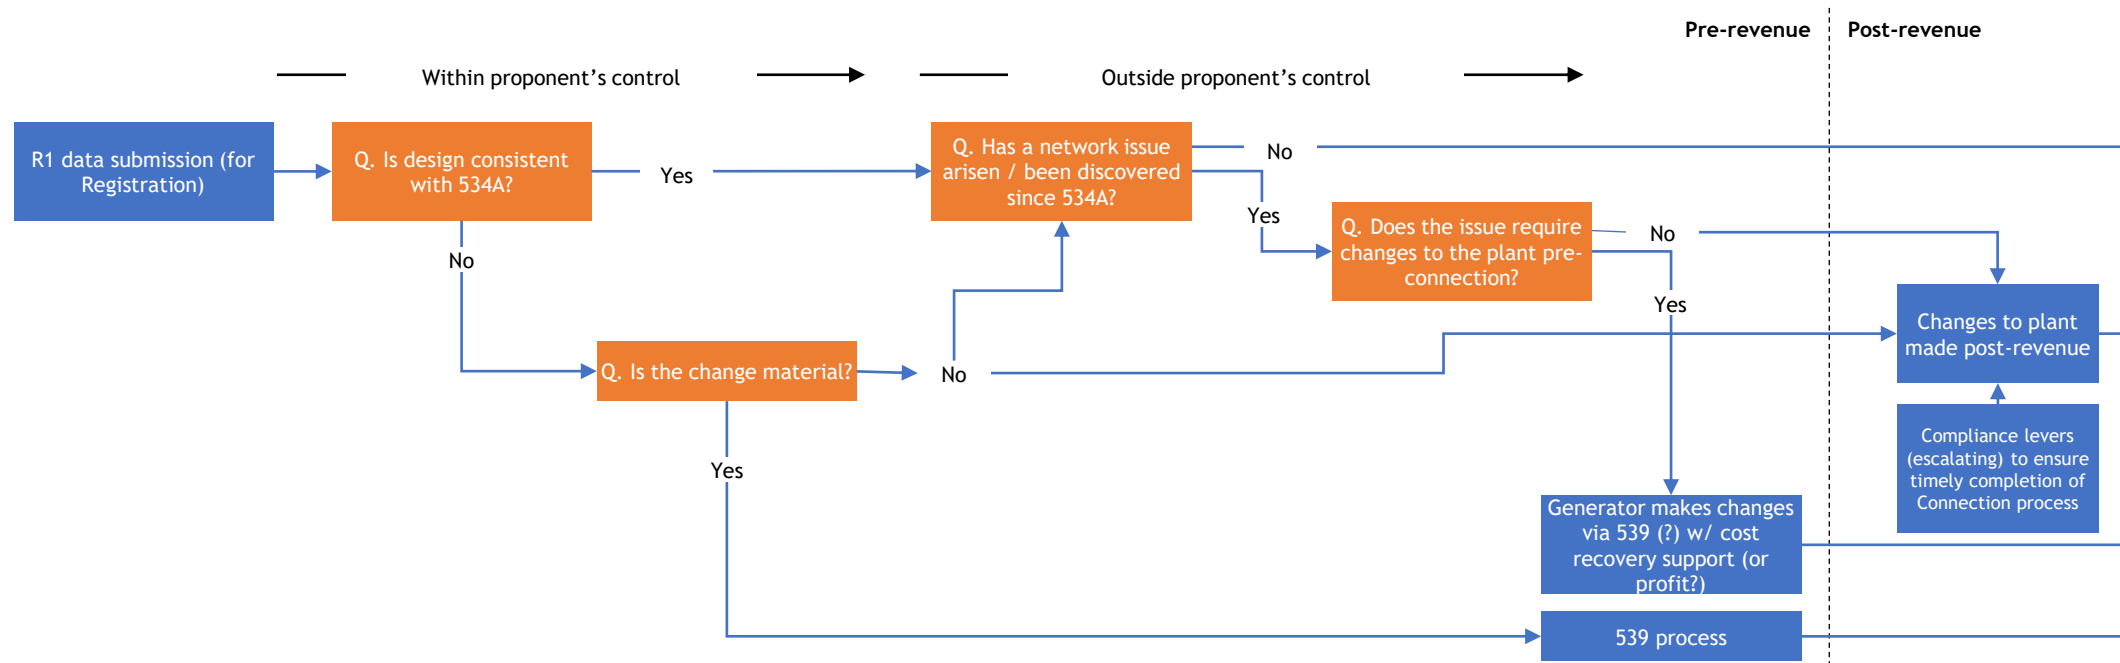 Pre-revenue
Post-revenue
Within proponent’s control
Outside proponent’s control
R1 data submission (for
Registration)
Q. Is design consistent
with 534A?
Yes
Q. Has a network issue
arisen / been discovered
since 534A?
No
Yes
Q. Does the issue require
changes to the plant pre-
connection?
No
Yes
No
Q. Is the change material?
No
Yes
Changes to plant
made post-revenue
Compliance levers
(escalating) to ensure
timely completion of
Connection process
Generator makes changes
via 539 (?) w/ cost
recovery support (or
profit?)
539 process